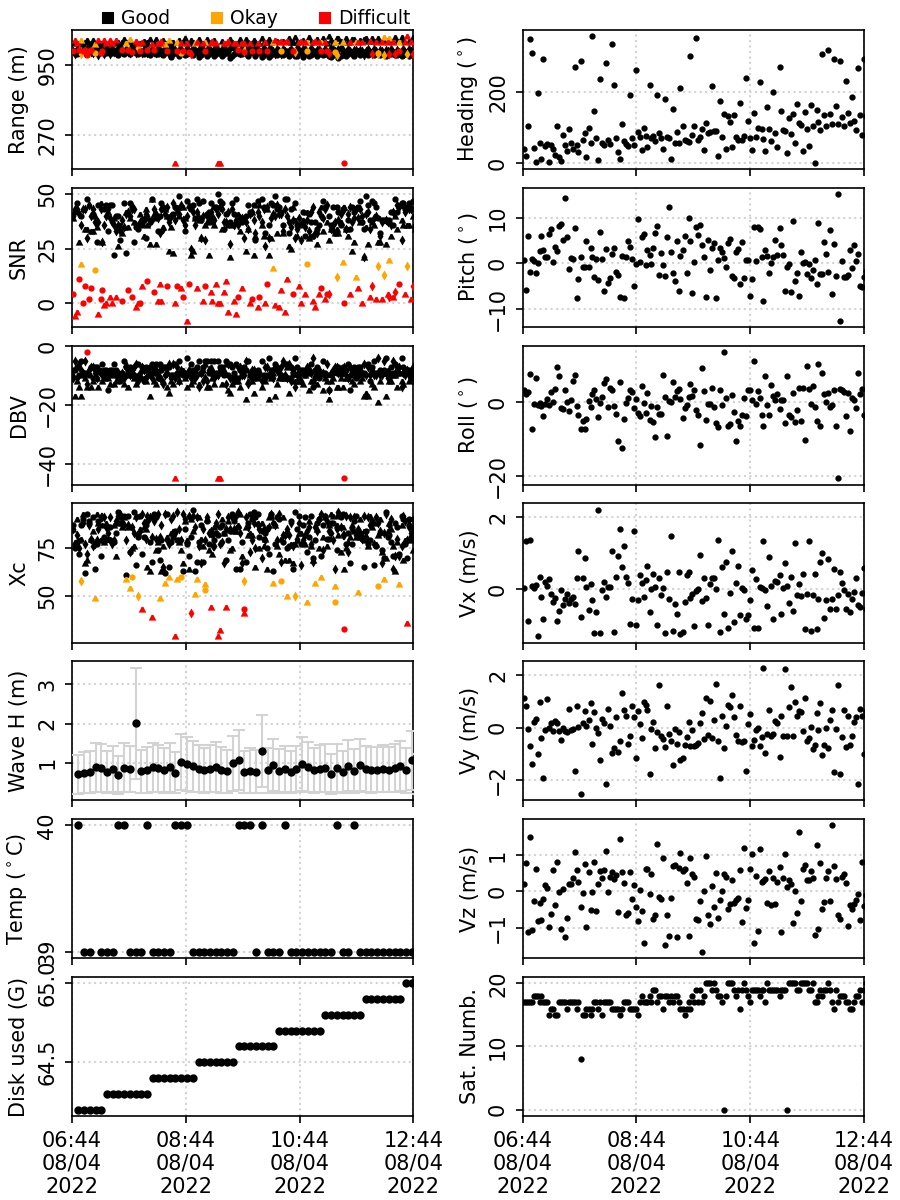 Good Okay Difficult
Range (m)
950
270
Heading (°)
200
0
SNR
50
25
0
Pitch (°)
10
0
−10
DBV
0
−20
−40
Roll (°)
0
−20
Xc
75
50
Vx (m/s)
2
0
Wave H (m)
3
2
1
Vy (m/s)
2
0
−2
Temp (°C)
40
39
Vz (m/s)
1
0
−1
Disk used (G)
64.5
Sat. Numb.
20
10
0
06:44 08:44 10:44 12:44 06:44 08:44 10:44 12:44
08/04 08/04 08/04 08/04 08/04 08/04 08/04 08/04
2022 2022 2022 2022 2022 2022 2022 2022